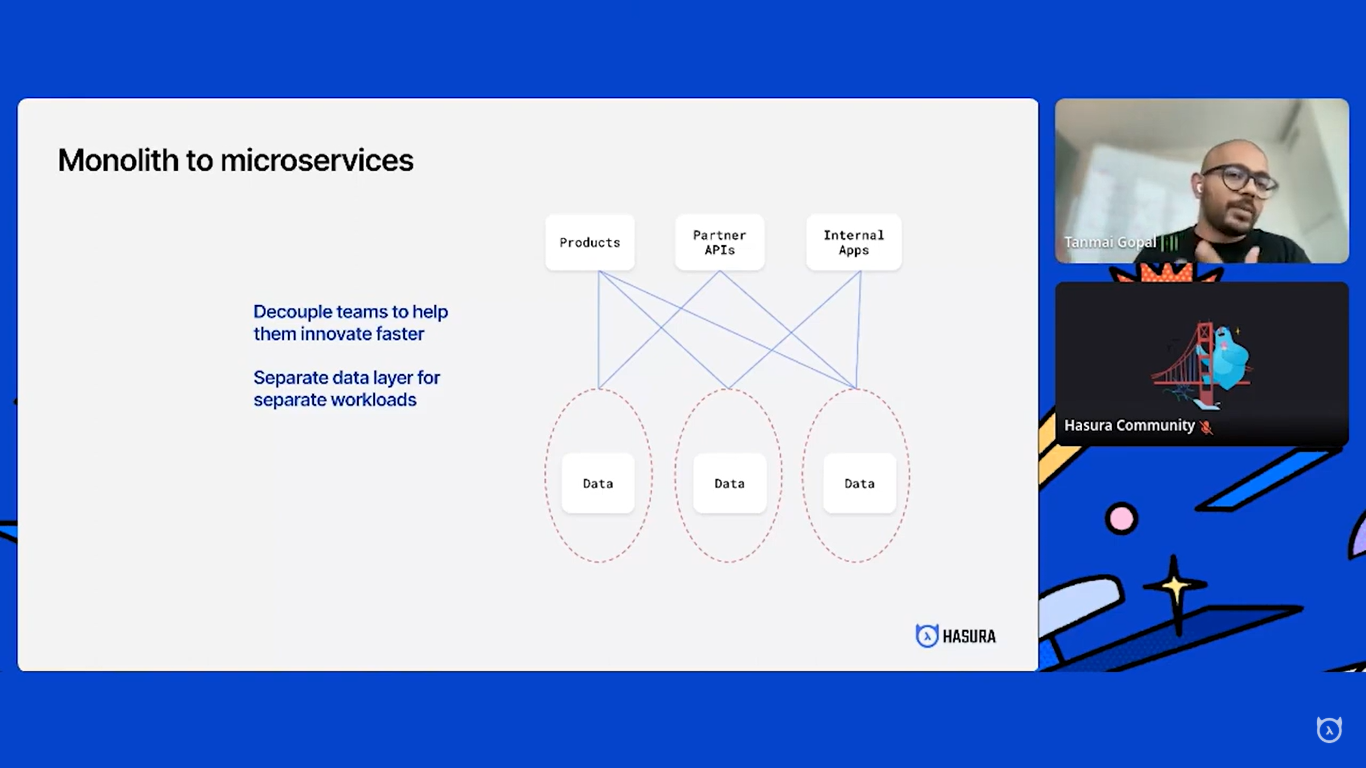 Monolith to microservices
Decouple teams to help
them innovate faster
Separate data layer for
separate workloads
Products
Partner
APIs
Internal
Apps
Data
Data
Data
HASURA
Tanmai Gopal
Hasura Community